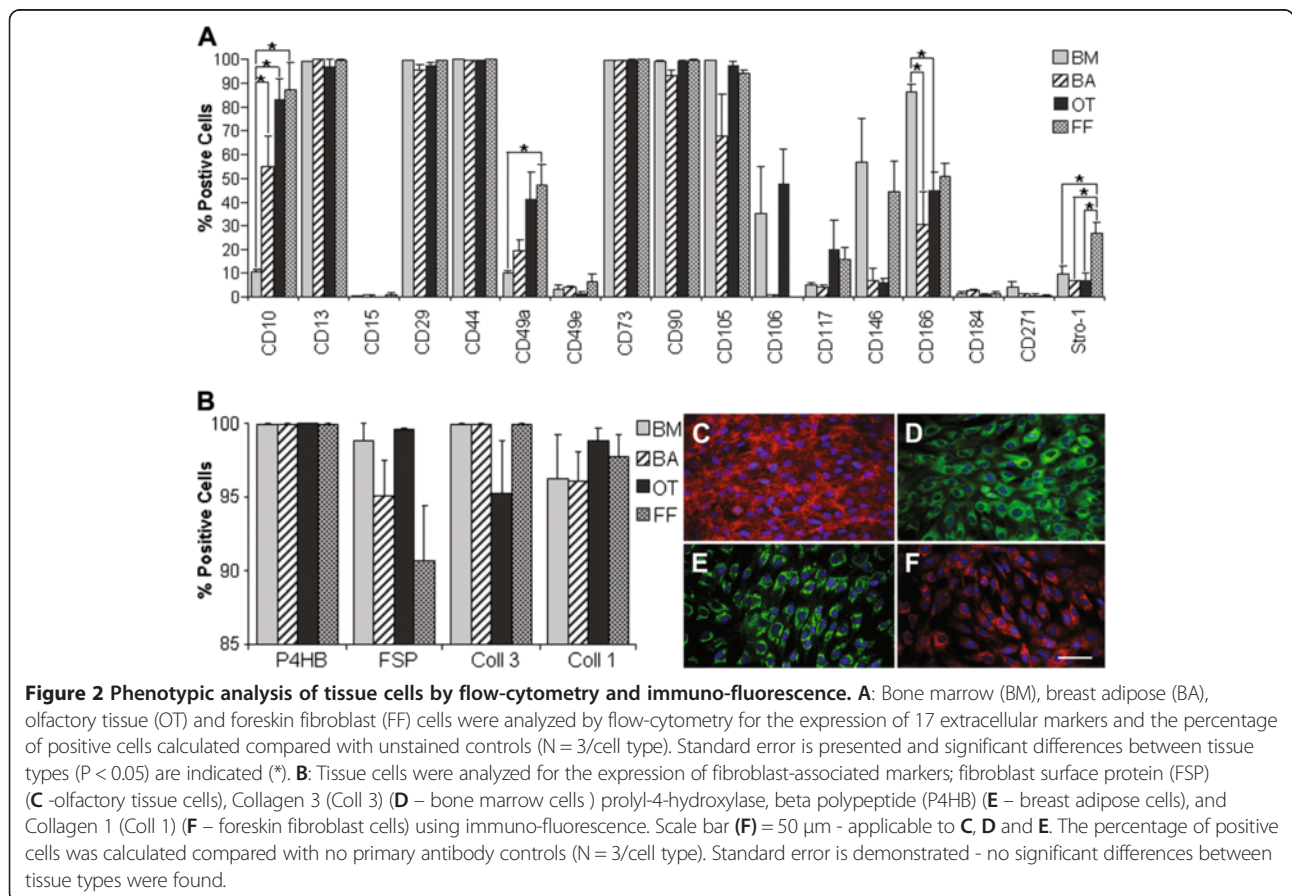 A
% Postive Cells
100
90
80
70
60
50
40
30
20
10
0
* * *
*
* *
* * *
BM
BA
OT
FF
CD10 CD13 CD15 CD29 CD44 CD49a CD49e CD73 CD90 CD105 CD106 CD117 CD146 CD166 CD184 CD271 Stro-1
B
% Positive Cells
100
95
90
85
BM
BA
OT
FF
P4HB FSP Coll 3 Coll 1
C
D
E
F
Figure 2 Phenotypic analysis of tissue cells by flow-cytometry and immuno-fluorescence. A: Bone marrow (BM), breast adipose (BA),
olfactory tissue (OT) and foreskin fibroblast (FF) cells were analyzed by flow-cytometry for the expression of 17 extracellular markers and the percentage
of positive cells calculated compared with unstained controls (N = 3/cell type). Standard error is presented and significant differences between tissue
types (P < 0.05) are indicated (*). B: Tissue cells were analyzed for the expression of fibroblast-associated markers; fibroblast surface protein (FSP)
(C -olfactory tissue cells), Collagen 3 (Coll 3) (D – bone marrow cells ) prolyl-4-hydroxylase, beta polypeptide (P4HB) (E – breast adipose cells), and
Collagen 1 (Coll 1) (F – foreskin fibroblast cells) using immuno-fluorescence. Scale bar (F) = 50 μm - applicable to C, D and E. The percentage of positive
cells was calculated compared with no primary antibody controls (N = 3/cell type). Standard error is demonstrated - no significant differences between
tissue types were found.